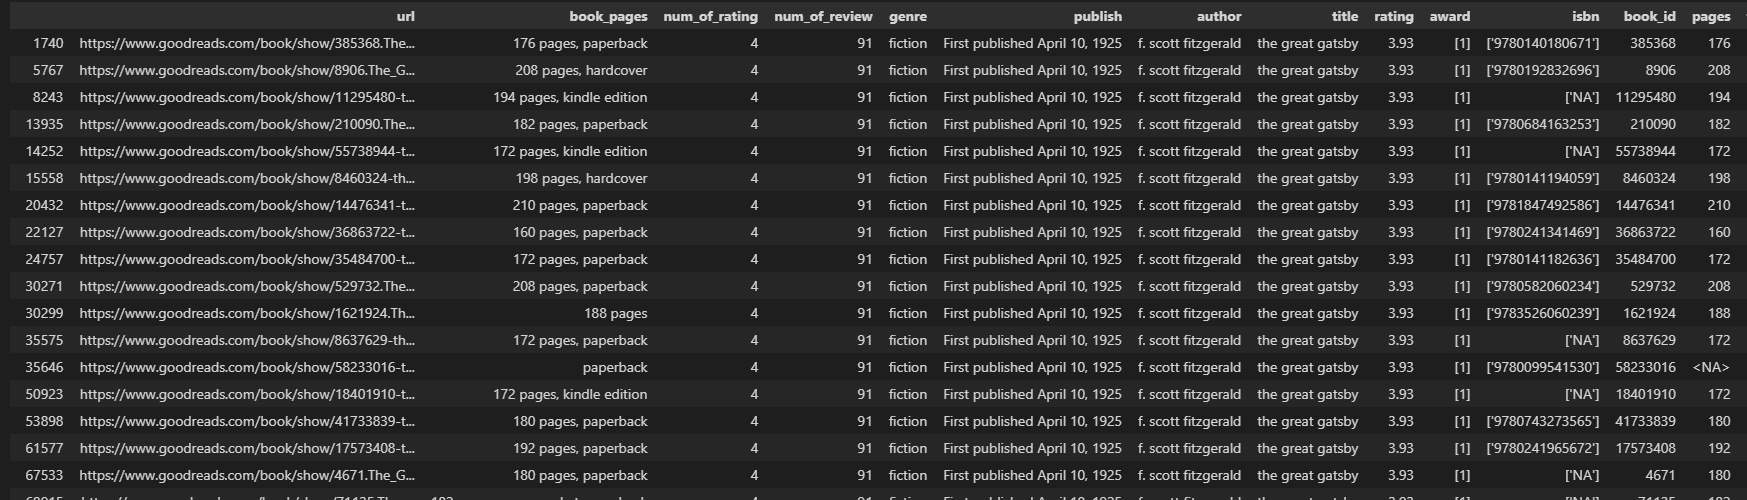 url book_pages num_of_rating num_of_review genre publish author title rating award isbn book_id pages
1740 https://www.goodreads.com/book/show/385368.The... 176 pages, paperback 4 91 fiction First published April 10, 1925 f. scott fitzgerald the great gatsby 3.93 [1] ['9780140180671'] 385368 176
5767 https://www.goodreads.com/book/show/8906.The_G... 208 pages, hardcover 4 91 fiction First published April 10, 1925 f. scott fitzgerald the great gatsby 3.93 [1] ['9780192832696'] 8906 208
8243 https://www.goodreads.com/book/show/11295480-t... 194 pages, kindle edition 4 91 fiction First published April 10, 1925 f. scott fitzgerald the great gatsby 3.93 [1] ['NA'] 11295480 194
13935 https://www.goodreads.com/book/show/210090.The... 182 pages, paperback 4 91 fiction First published April 10, 1925 f. scott fitzgerald the great gatsby 3.93 [1] ['9780684163253'] 210090 182
14252 https://www.goodreads.com/book/show/55738944-t... 172 pages, kindle edition 4 91 fiction First published April 10, 1925 f. scott fitzgerald the great gatsby 3.93 [1] ['NA'] 55738944 172
15558 https://www.goodreads.com/book/show/8460324-th... 198 pages, hardcover 4 91 fiction First published April 10, 1925 f. scott fitzgerald the great gatsby 3.93 [1] ['9780141194059'] 8460324 198
20432 https://www.goodreads.com/book/show/14476341-t... 210 pages, paperback 4 91 fiction First published April 10, 1925 f. scott fitzgerald the great gatsby 3.93 [1] ['9781847492586'] 14476341 210
22127 https://www.goodreads.com/book/show/36863722-t... 160 pages, paperback 4 91 fiction First published April 10, 1925 f. scott fitzgerald the great gatsby 3.93 [1] ['9780241341469'] 36863722 160
24757 https://www.goodreads.com/book/show/35484700-t... 172 pages, paperback 4 91 fiction First published April 10, 1925 f. scott fitzgerald the great gatsby 3.93 [1] ['9780141182636'] 35484700 172
30271 https://www.goodreads.com/book/show/529732.The... 208 pages, paperback 4 91 fiction First published April 10, 1925 f. scott fitzgerald the great gatsby 3.93 [1] ['9780582060234'] 529732 208
30299 https://www.goodreads.com/book/show/1621924.Th... 188 pages 4 91 fiction First published April 10, 1925 f. scott fitzgerald the great gatsby 3.93 [1] ['9783526060239'] 1621924 188
35575 https://www.goodreads.com/book/show/8637629-th... 172 pages, paperback 4 91 fiction First published April 10, 1925 f. scott fitzgerald the great gatsby 3.93 [1] ['NA'] 8637629 172
35646 https://www.goodreads.com/book/show/58233016-t... paperback 4 91 fiction First published April 10, 1925 f. scott fitzgerald the great gatsby 3.93 [1] ['9780099541530'] 58233016 <NA>
50923 https://www.goodreads.com/book/show/18401910-t... 172 pages, kindle edition 4 91 fiction First published April 10, 1925 f. scott fitzgerald the great gatsby 3.93 [1] ['NA'] 18401910 172
53898 https://www.goodreads.com/book/show/41733839-t... 180 pages, paperback 4 91 fiction First published April 10, 1925 f. scott fitzgerald the great gatsby 3.93 [1] ['9780743273565'] 41733839 180
61577 https://www.goodreads.com/book/show/17573408-t... 192 pages, paperback 4 91 fiction First published April 10, 1925 f. scott fitzgerald the great gatsby 3.93 [1] ['9780241965672'] 17573408 192
67533 https://www.goodreads.com/book/show/4671.The_G... 180 pages, paperback 4 91 fiction First published April 10, 1925 f. scott fitzgerald the great gatsby 3.93 [1] ['NA'] 4671 180